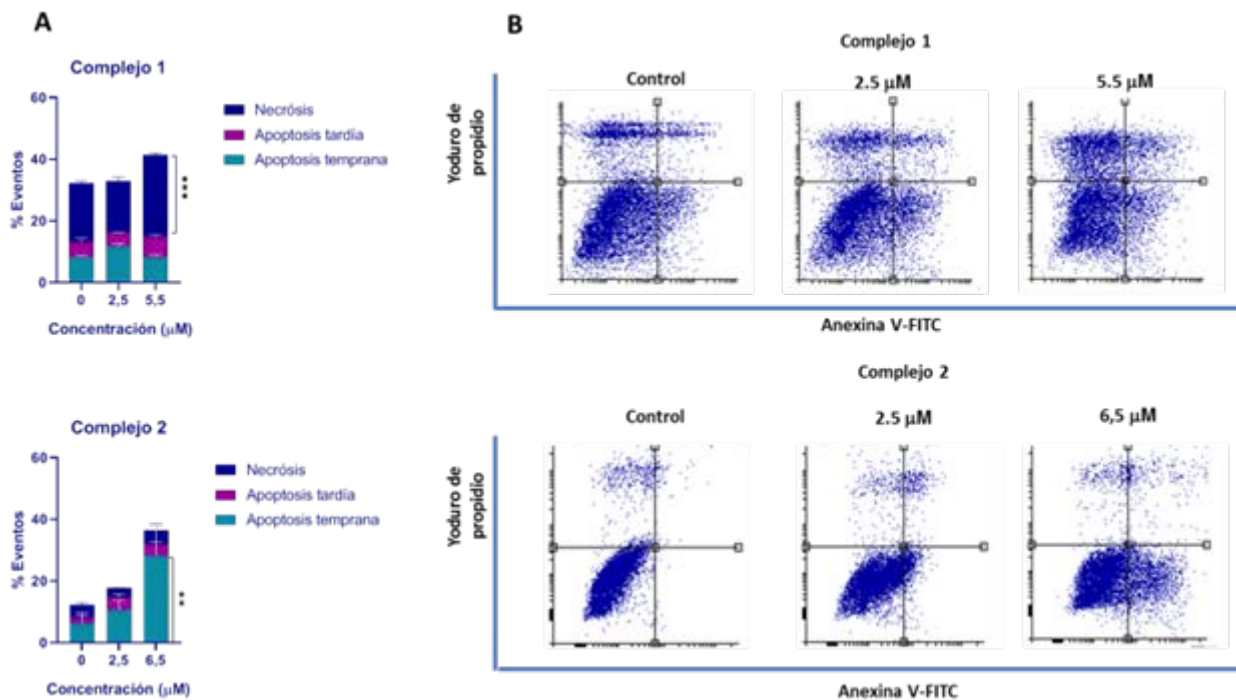 A
Complejo 1
60
40
20
0
% Eventos
***
0 2,5 5,5
Concentración (μM)
Necrósis
Apoptosis tardía
Apoptosis temprana
Complejo 2
60
40
20
0
% Eventos
**
0 2,5 6,5
Concentración (μM)
Necrósis
Apoptosis tardía
Apoptosis temprana
B
Complejo 1
Control
2.5 μM
5.5 μM
Yoduro de
propidio
Anexina V-FITC
Complejo 2
Control
2.5 μM
6,5 μM
Yoduro de
propidio
Anexina V-FITC